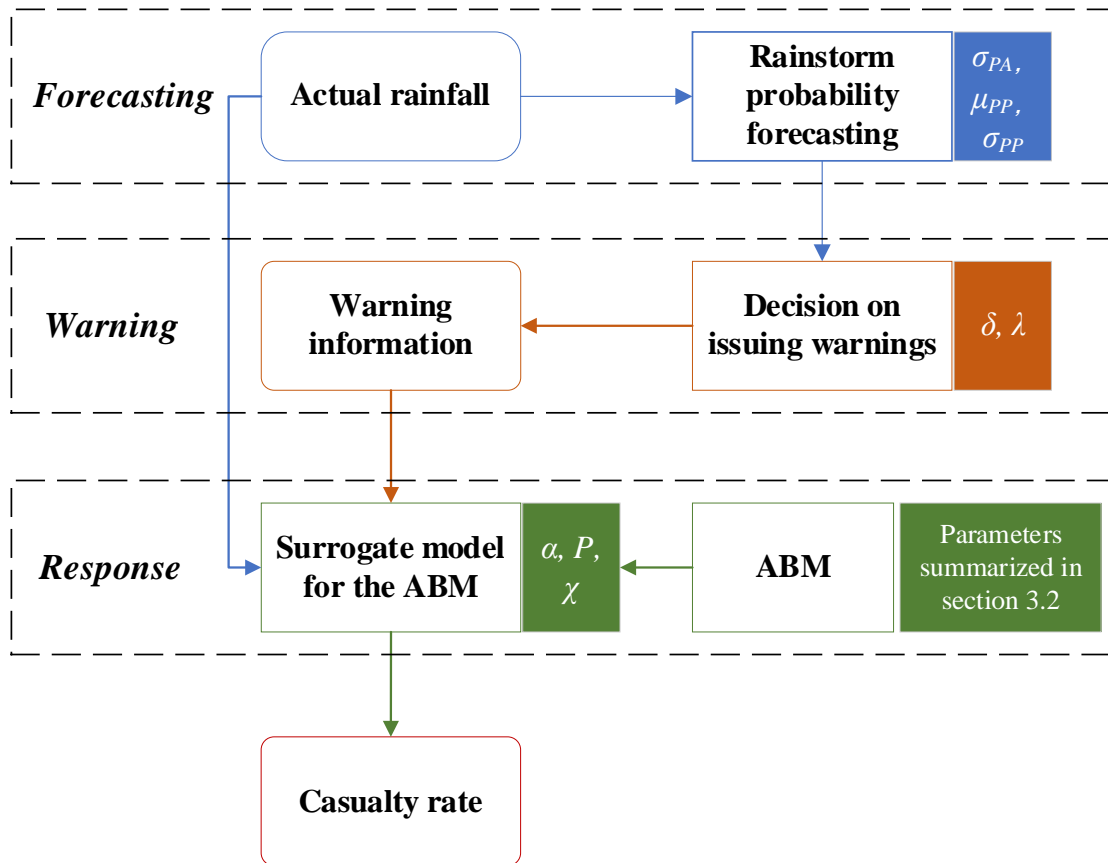 Forecasting
Actual rainfall
Rainstorm
probability
forecasting
σPA,
μPP,
σPP
Warning
Warning
information
Decision on
issuing warnings
δ, λ
Response
Surrogate model
for the ABM
α, P,
χ
ABM
Parameters
summarized in
section 3.2
Casualty rate